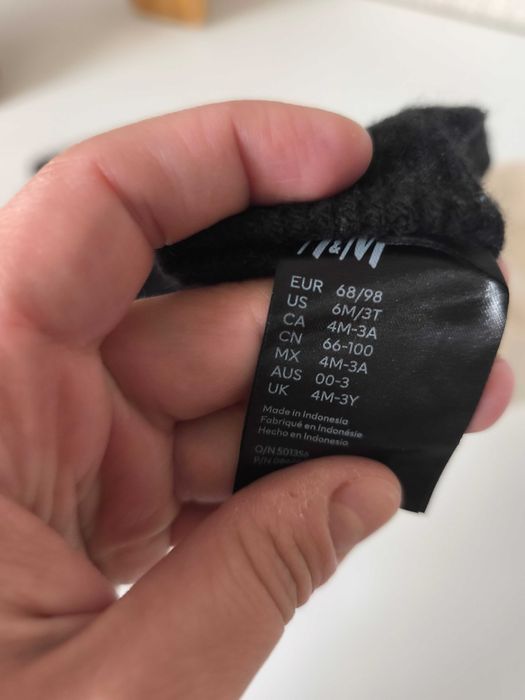 H&M
EUR 68/98
US 6M/3T
CA 4M-3A
CN 66-100
MX 4M-3A
AUS 00-3
UK 4M-3Y
Made in Indonesia
Fabriqué en Indonésie
Hecho en Indonesia
O/N 501356
P/N